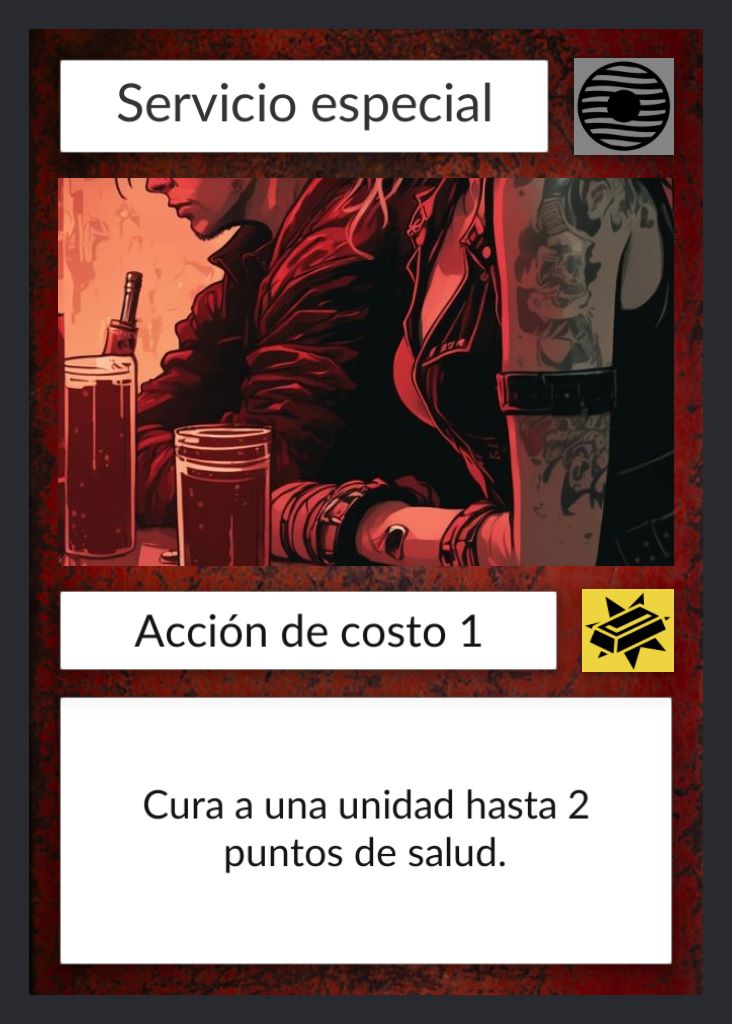 Servicio especial
Acción de costo 1
Cura a una unidad hasta 2
puntos de salud.